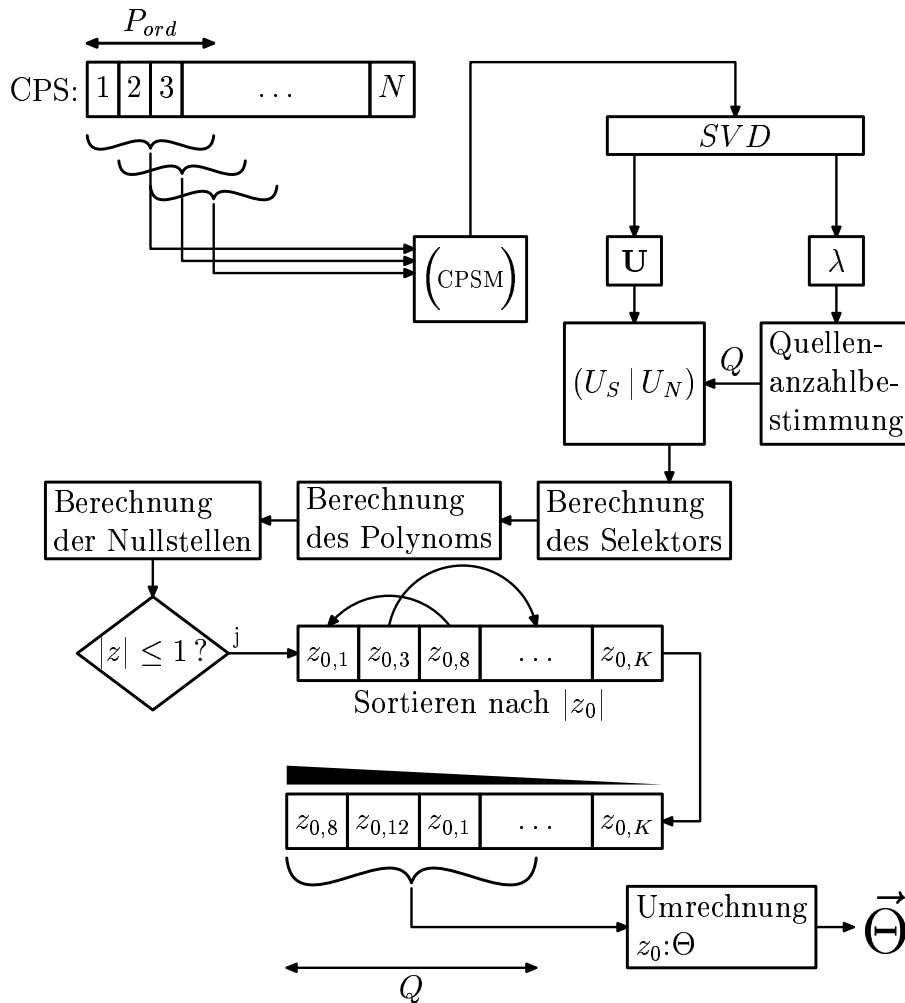 P_ord
CPS: 1 2 3 ... N
SVD
(CPSM)
U
λ
(U_S | U_N)
Q
Quellen-
anzahlbe-
stimmung
Berechnung
der Nullstellen
Berechnung
des Polynoms
Berechnung
des Selektors
|z| ≤ 1 ?
j
z_0,1 z_0,3 z_0,8 ... z_0,K
Sortieren nach |z_0|
z_0,8 z_0,12 z_0,1 ... z_0,K
Umrechnung
z_0:Θ
Θ⃗
Q